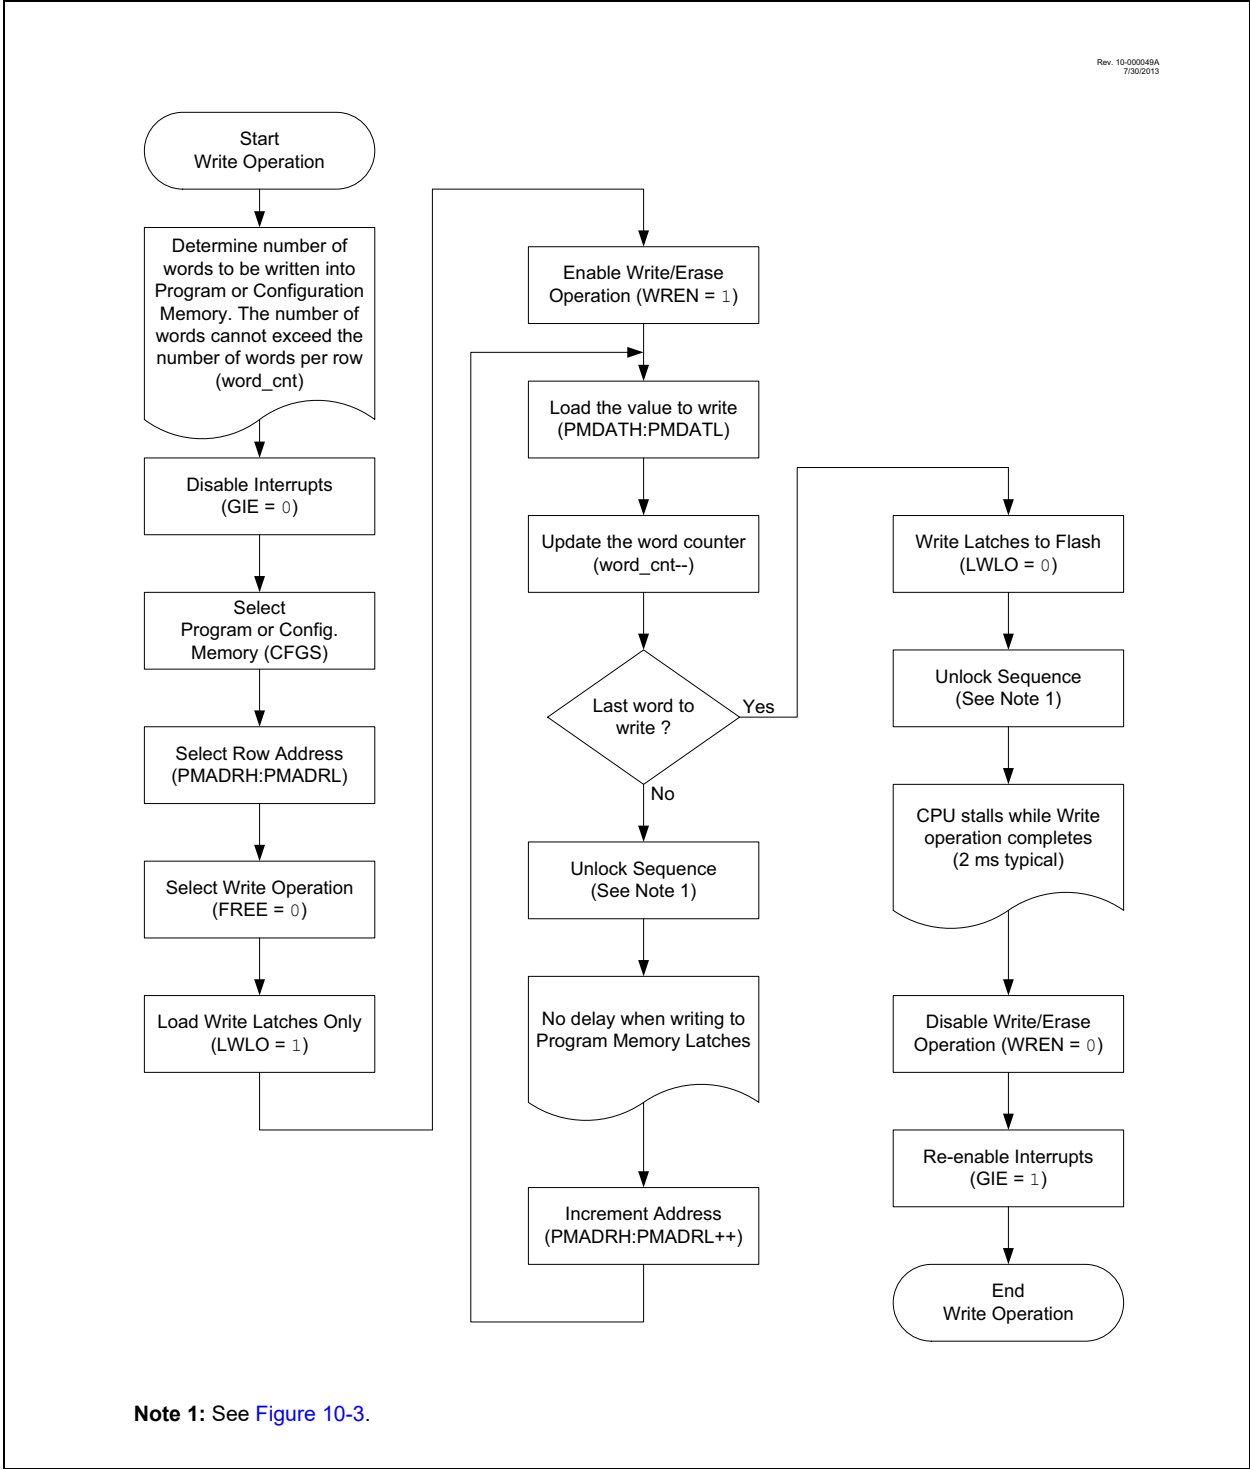 Rev. 10-000049A
7/30/2013
Start
Write Operation
Determine number of
words to be written into
Program or Configuration
Memory. The number of
words cannot exceed the
number of words per row
(word_cnt)
Disable Interrupts
(GIE = 0)
Select
Program or Config.
Memory (CFGS)
Select Row Address
(PMADRH:PMADRL)
Select Write Operation
(FREE = 0)
Load Write Latches Only
(LWLO = 1)
Enable Write/Erase
Operation (WREN = 1)
Load the value to write
(PMDATH:PMDATL)
Update the word counter
(word_cnt--)
Last word to
write ?
Yes
No
Unlock Sequence
(See Note 1)
No delay when writing to
Program Memory Latches
Increment Address
(PMADRH:PMADRL++)
Write Latches to Flash
(LWLO = 0)
Unlock Sequence
(See Note 1)
CPU stalls while Write
operation completes
(2 ms typical)
Disable Write/Erase
Operation (WREN = 0)
Re-enable Interrupts
(GIE = 1)
End
Write Operation
Note 1: See Figure 10-3.